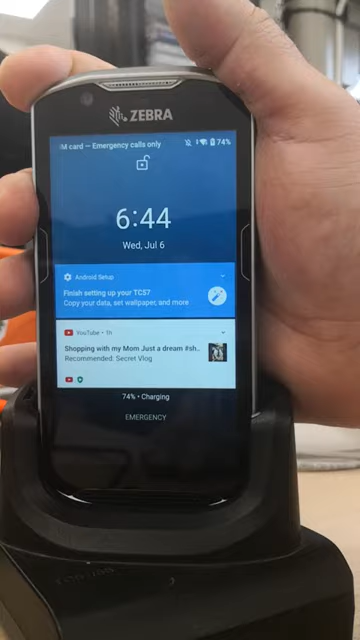 ZEBRA
M card — Emergency calls only 74%
6:44
Wed, Jul 6
Android Setup
Finish setting up your TC57
Copy your data, set wallpaper, and more
YouTube • 1h
Shopping with my Mom Just a dream #sh..
Recommended: Secret Vlog
74% • Charging
EMERGENCY